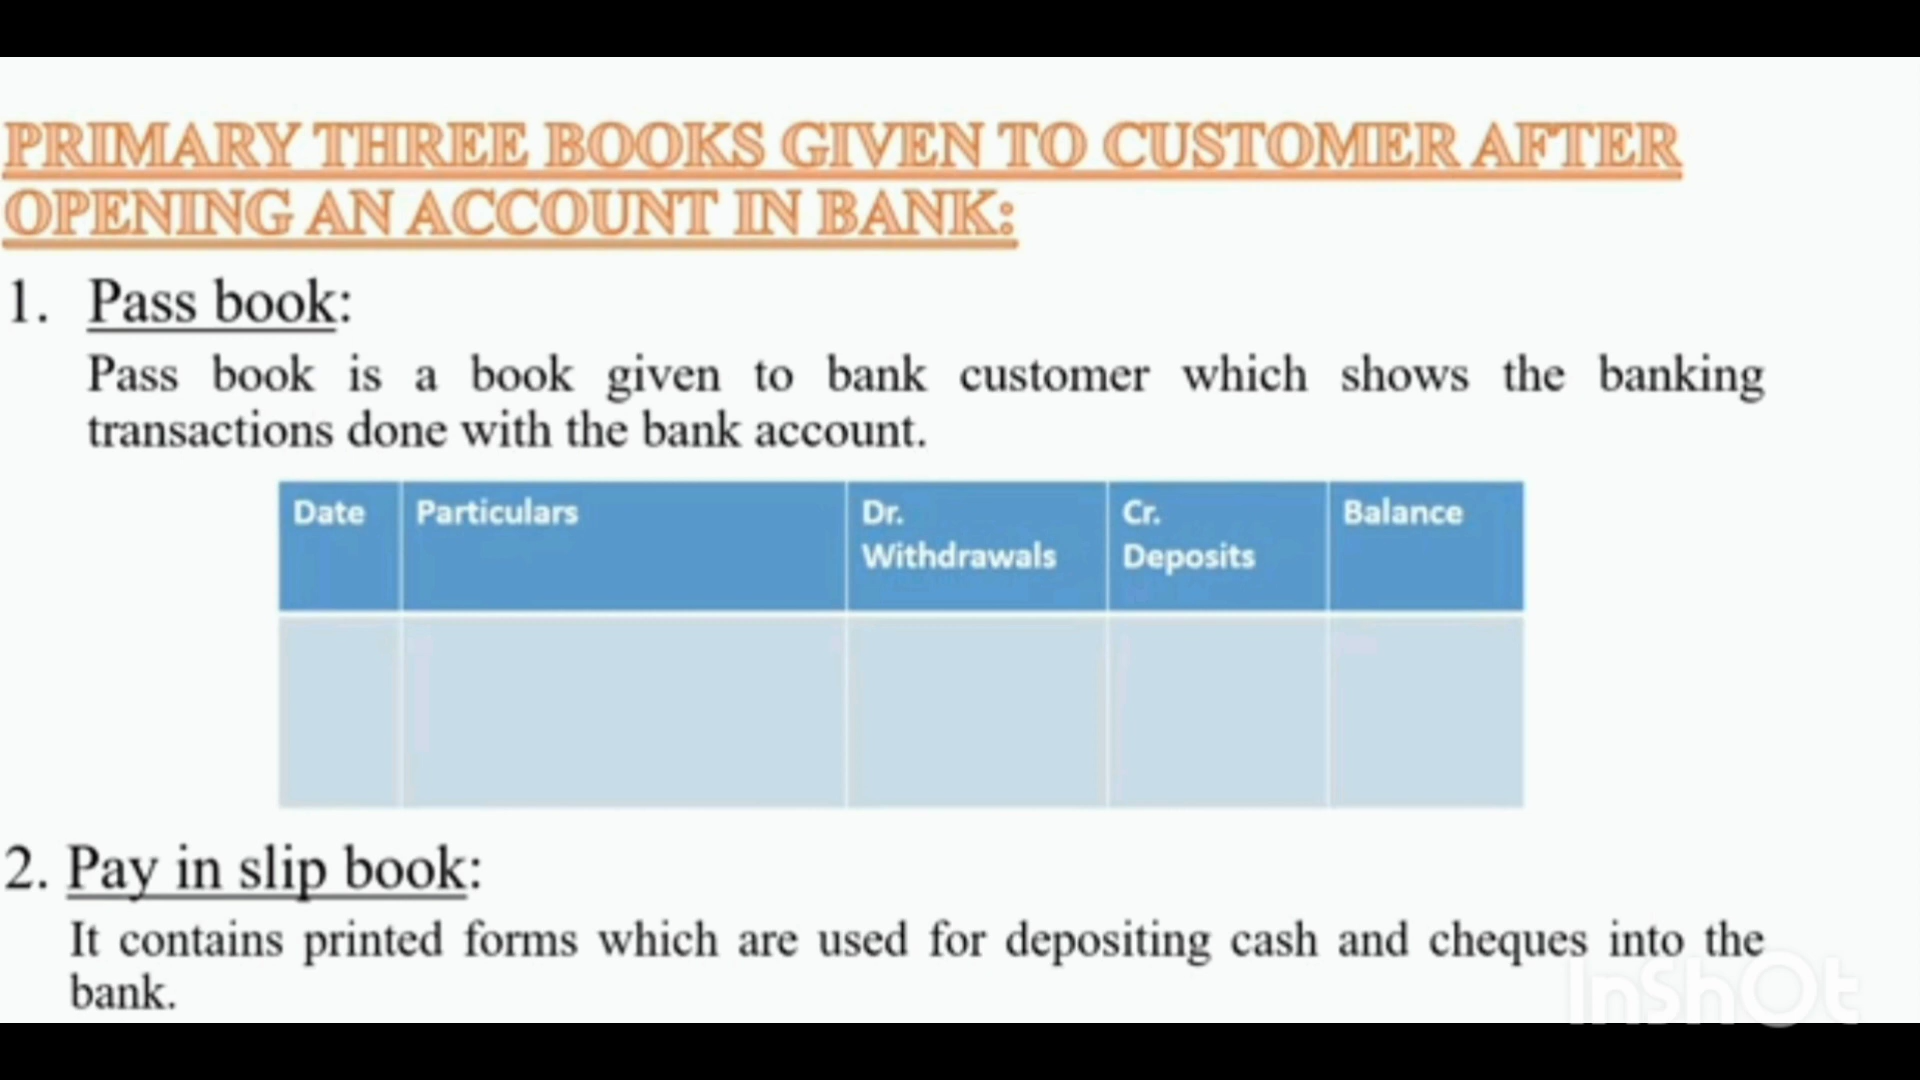 PRIMARY THREE BOOKS GIVEN TO CUSTOMER AFTER
OPENING AN ACCOUNT IN BANK:
1. Pass book:
Pass book is a book given to bank customer which shows the banking
transactions done with the bank account.
Date Particulars Dr. Cr. Balance
Withdrawals Deposits
2. Pay in slip book:
It contains printed forms which are used for depositing cash and cheques into the
bank.
InShOt